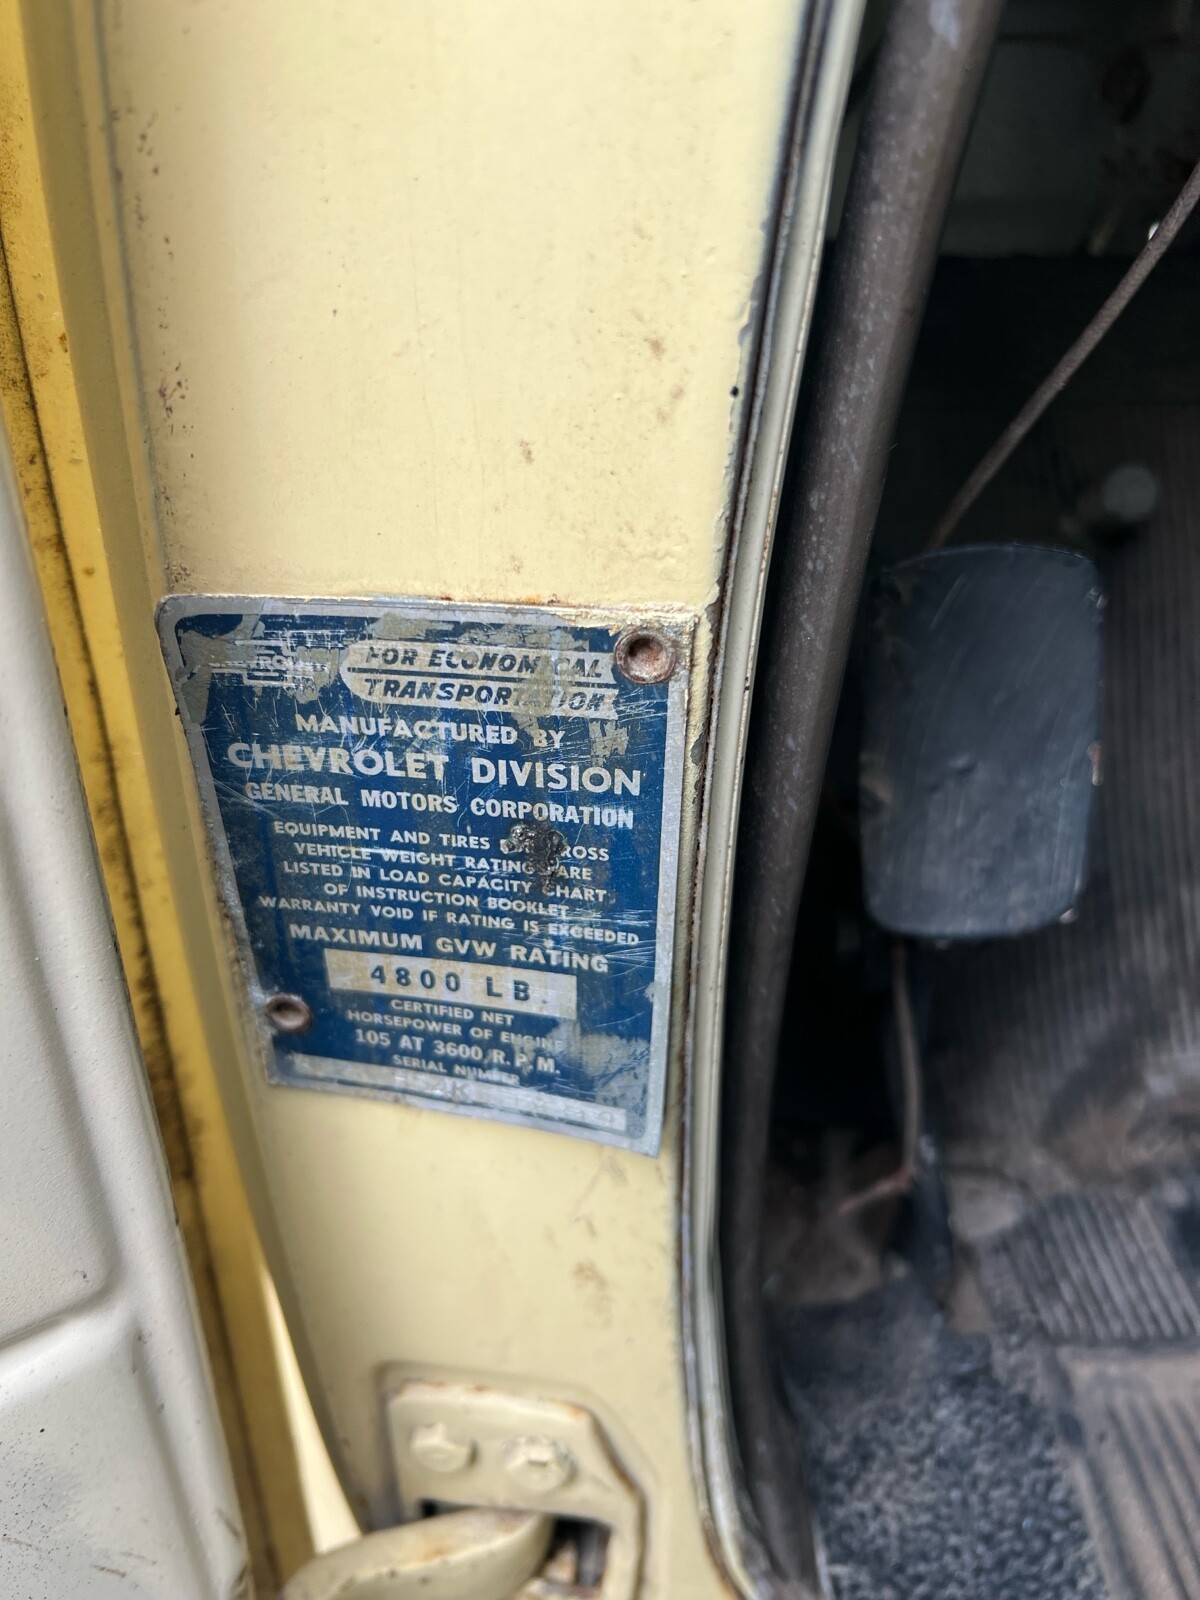 FOR ECONOMICAL
TRANSPORTATION
MANUFACTURED BY
CHEVROLET DIVISION
GENERAL MOTORS CORPORATION
EQUIPMENT AND TIRES GROSS
VEHICLE WEIGHT RATING ARE
LISTED IN LOAD CAPACITY CHART
OF INSTRUCTION BOOKLET
WARRANTY VOID IF RATING IS EXCEEDED
MAXIMUM GVW RATING
4800 LB.
CERTIFIED NET
HORSEPOWER OF ENGINE
105 AT 3600 R.P.M.
SERIAL NUMBER